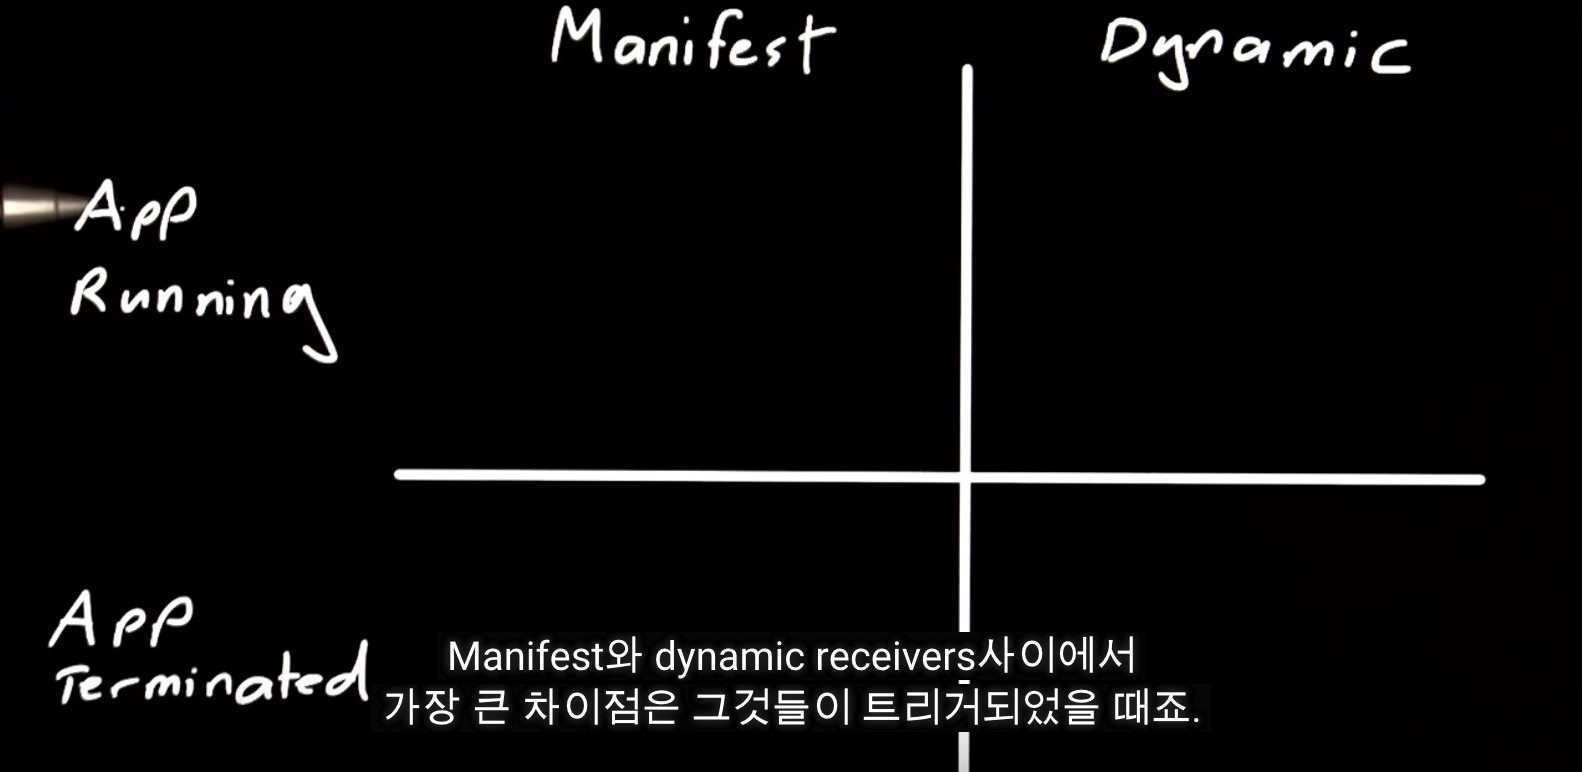 Manifest
Dynamic
App
Running
App
Terminated
Manifest와 dynamic receivers사이에서
가장 큰 차이점은 그것들이 트리거되었을 때죠.